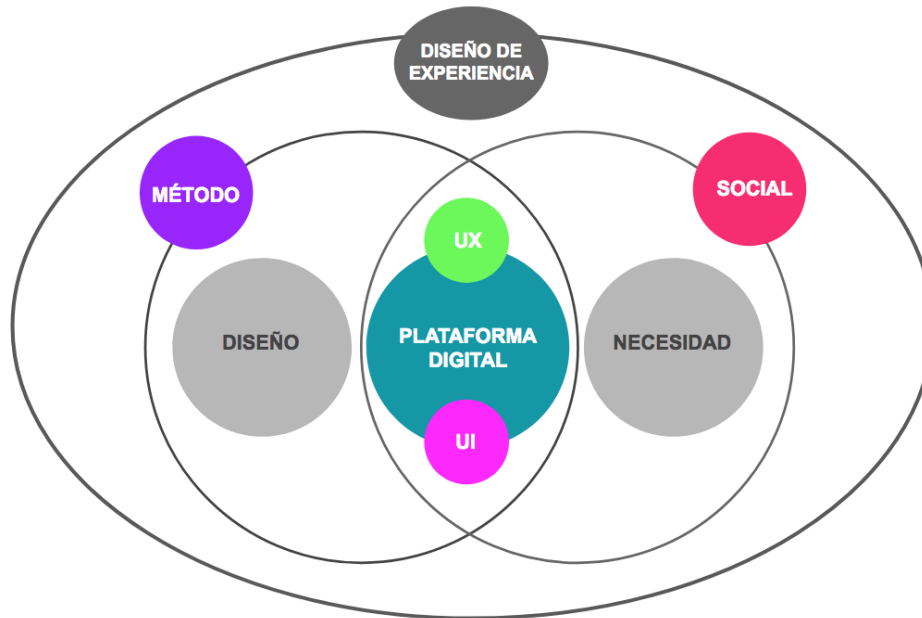 DISEÑO DE
EXPERIENCIA
MÉTODO
SOCIAL
UX
DISEÑO
PLATAFORMA
DIGITAL
NECESIDAD
UI